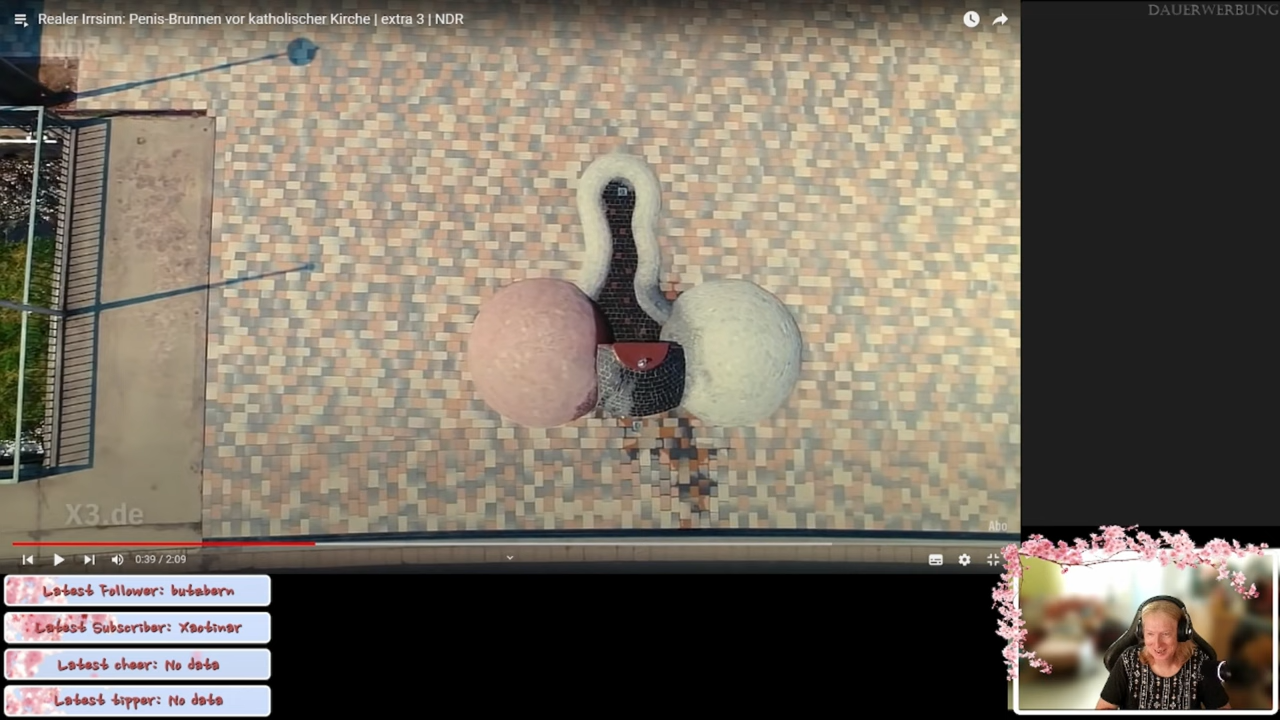 Realer Irrsinn: Penis-Brunnen vor katholischer Kirche | extra 3 | NDR
DAUERWERBUNG
NDR
X3.de
Abo
0:39 / 2:09
Latest Follower: butabern
Latest Subscriber: Xaotinar
Latest cheer: No data
Latest tipper: No data